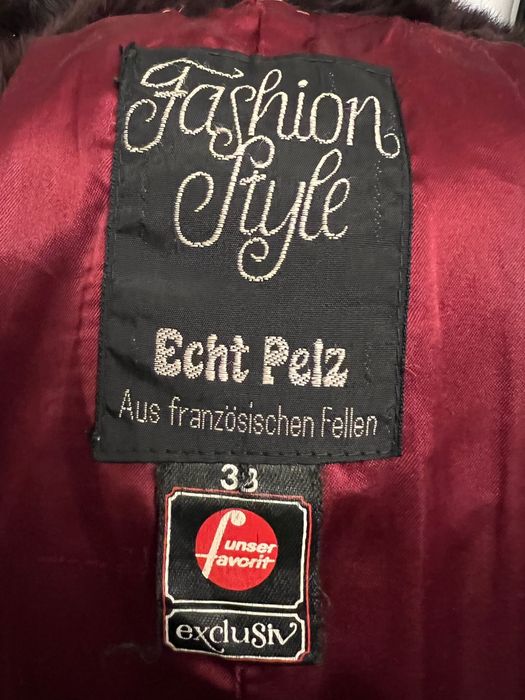 Fashion
Style
Echt Pelz
Aus französischen Fellen
38
unser
favorit
exclusiv